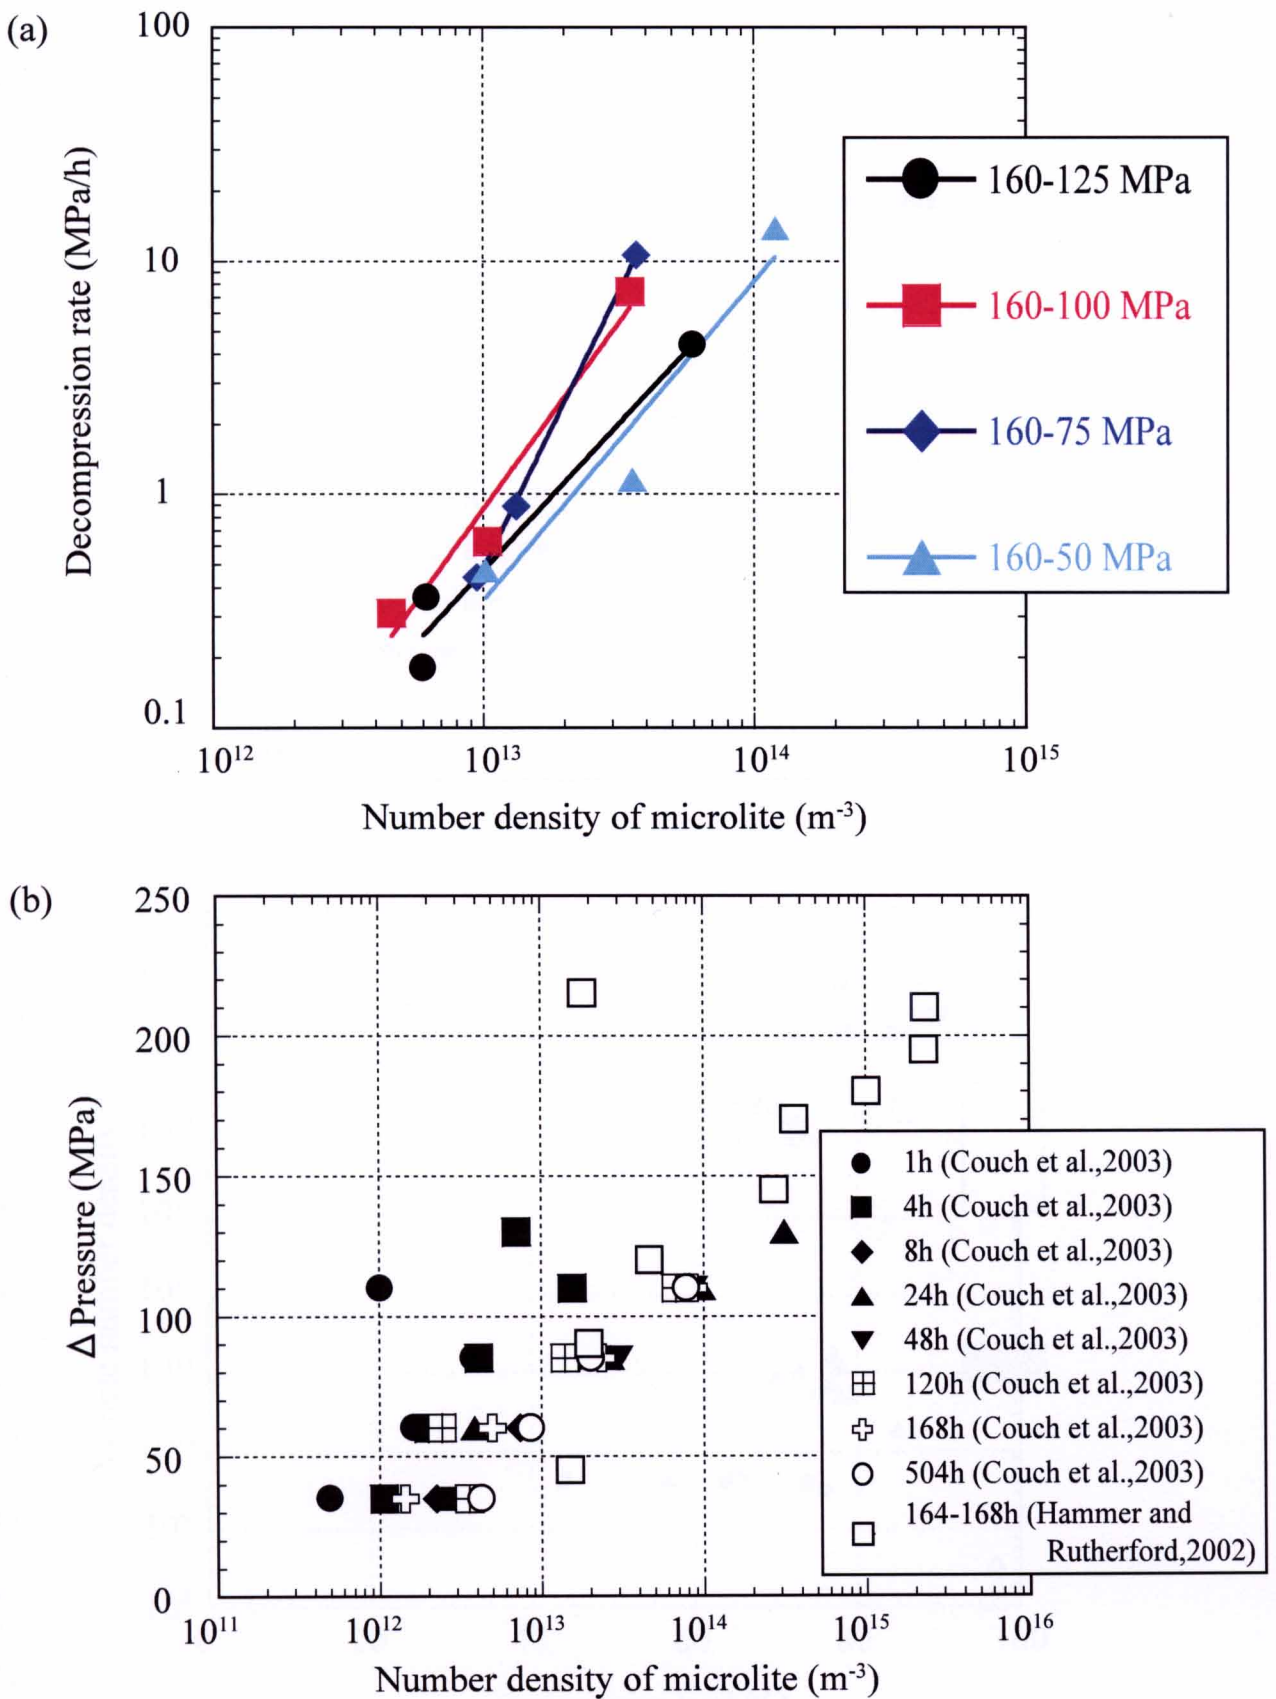 (a)
100
10
1
0.1
Decompression rate (MPa/h)
160-125 MPa
160-100 MPa
160-75 MPa
160-50 MPa
10¹² 10¹³ 10¹⁴ 10¹⁵
Number density of microlite (m⁻³)
(b)
250
200
150
100
50
0
Δ Pressure (MPa)
1h (Couch et al.,2003)
4h (Couch et al.,2003)
8h (Couch et al.,2003)
24h (Couch et al.,2003)
48h (Couch et al.,2003)
120h (Couch et al.,2003)
168h (Couch et al.,2003)
504h (Couch et al.,2003)
164-168h (Hammer and
Rutherford,2002)
10¹¹ 10¹² 10¹³ 10¹⁴ 10¹⁵ 10¹⁶
Number density of microlite (m⁻³)